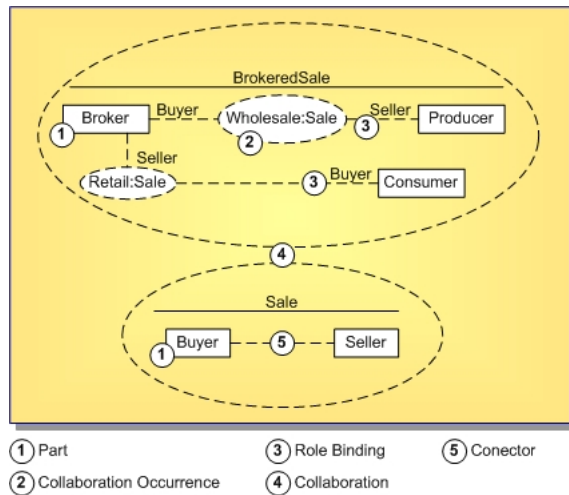 BrokeredSale
Broker Buyer Wholesale:Sale Seller Producer
1 2 3
Seller
Retail:Sale 3 Buyer Consumer
4
Sale
Buyer 5 Seller
1
1 Part 3 Role Binding 5 Conector
2 Collaboration Occurrence 4 Collaboration